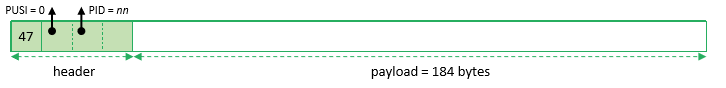 PUSI = 0 PID = nn
47
header payload = 184 bytes